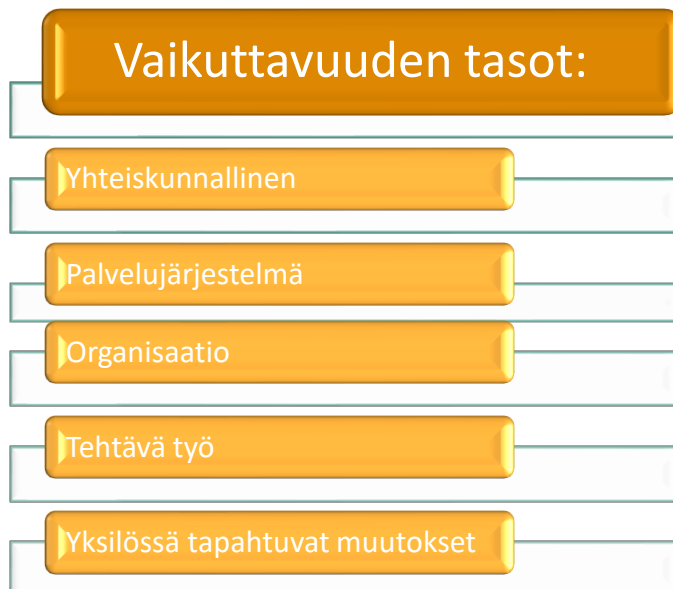 Vaikuttavuuden tasot:
Yhteiskunnallinen
Palvelujärjestelmä
Organisaatio
Tehtävä työ
Yksilössä tapahtuvat muutokset